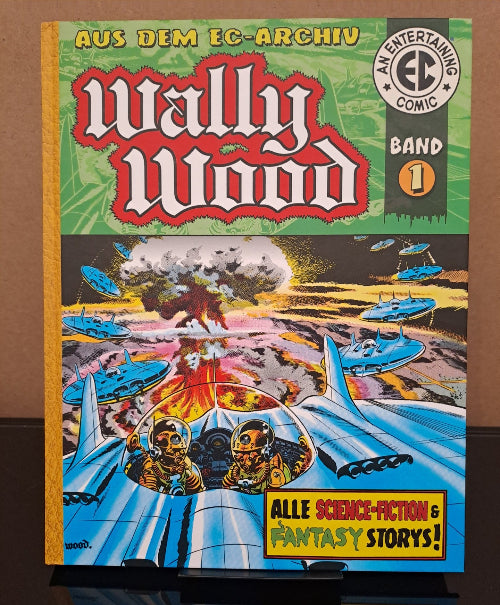 AUS DEM EC-ARCHIV
AN ENTERTAINING
EC
COMIC
Wally
Wood
BAND
1
ALLE SCIENCE-FICTION &
FANTASY STORYS!
wood.